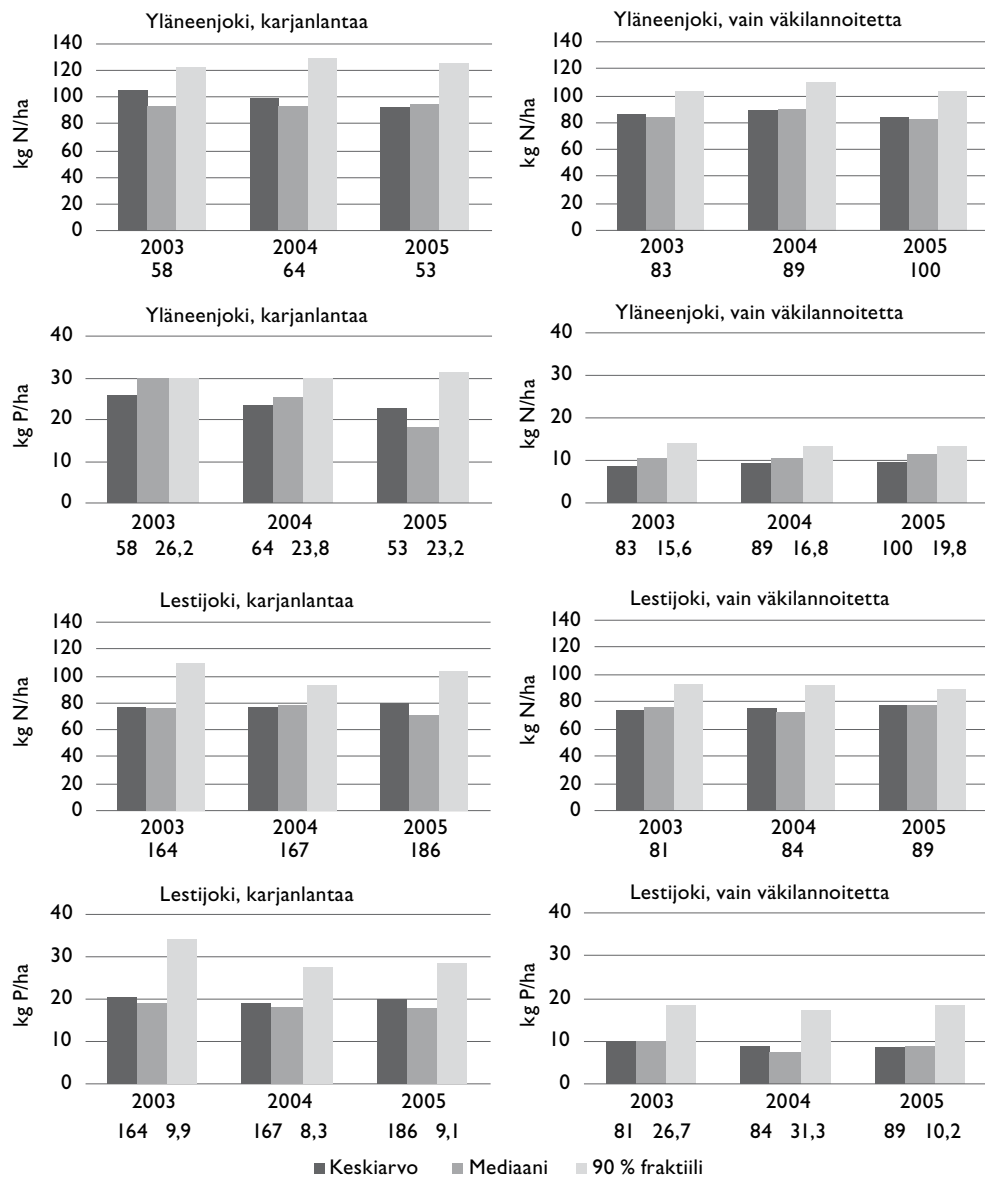 Yläneenjoki, karjanlantaa
140
120
100
80
60
40
20
0
kg N/ha
2003 2004 2005
58 64 53
Yläneenjoki, vain väkilannoitetta
140
120
100
80
60
40
20
0
kg N/ha
2003 2004 2005
83 89 100
Yläneenjoki, karjanlantaa
40
30
20
10
0
kg P/ha
2003 2004 2005
58 26,2 64 23,8 53 23,2
Yläneenjoki, vain väkilannoitetta
40
30
20
10
0
kg N/ha
2003 2004 2005
83 15,6 89 16,8 100 19,8
Lestijoki, karjanlantaa
140
120
100
80
60
40
20
0
kg N/ha
2003 2004 2005
164 167 186
Lestijoki, vain väkilannoitetta
140
120
100
80
60
40
20
0
kg N/ha
2003 2004 2005
81 84 89
Lestijoki, karjanlantaa
40
30
20
10
0
kg P/ha
2003 2004 2005
164 9,9 167 8,3 186 9,1
Lestijoki, vain väkilannoitetta
40
30
20
10
0
kg P/ha
2003 2004 2005
81 26,7 84 31,3 89 10,2
Keskiarvo Mediaani 90 % fraktiili